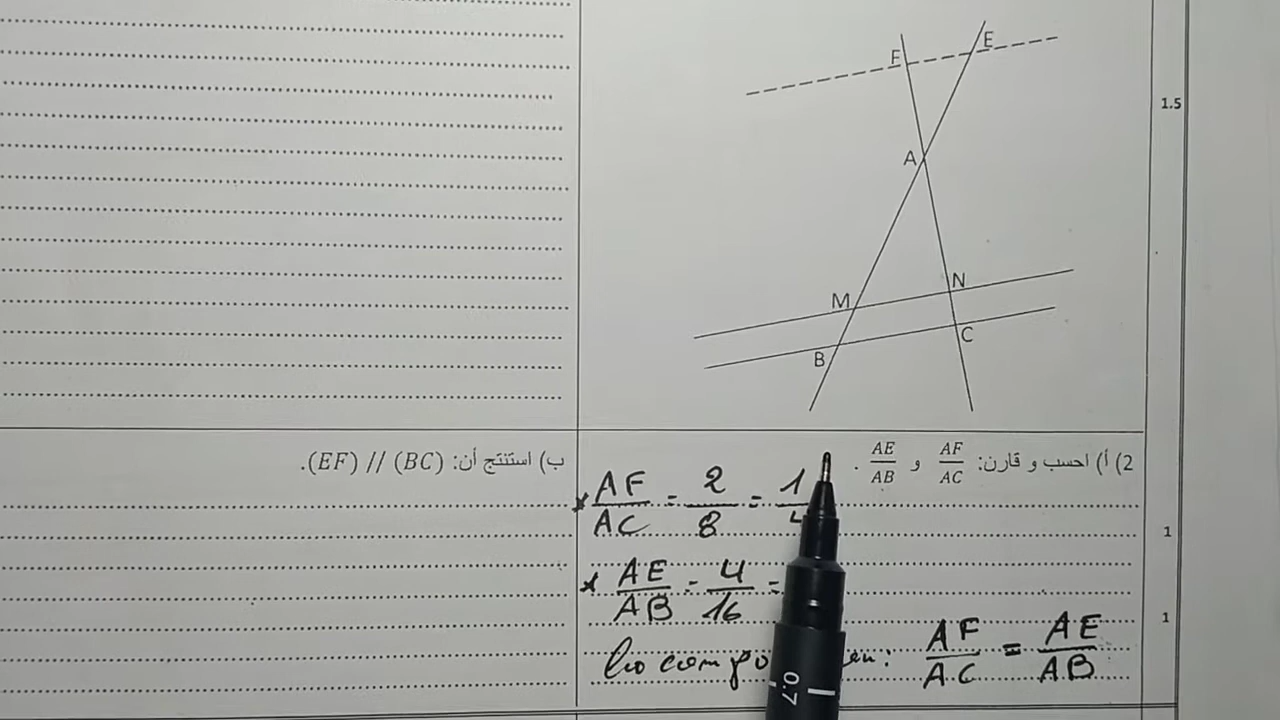 F E
1.5
A
M N
B C
2) أ) احسب و قارن: AF/AC و AE/AB .
ب) استنتج أن: (EF) // (BC).
* AF/AC = 2/8 = 1/4
1
* AE/AB = 4/16 =
1
AF/AC = AE/AB
0.7